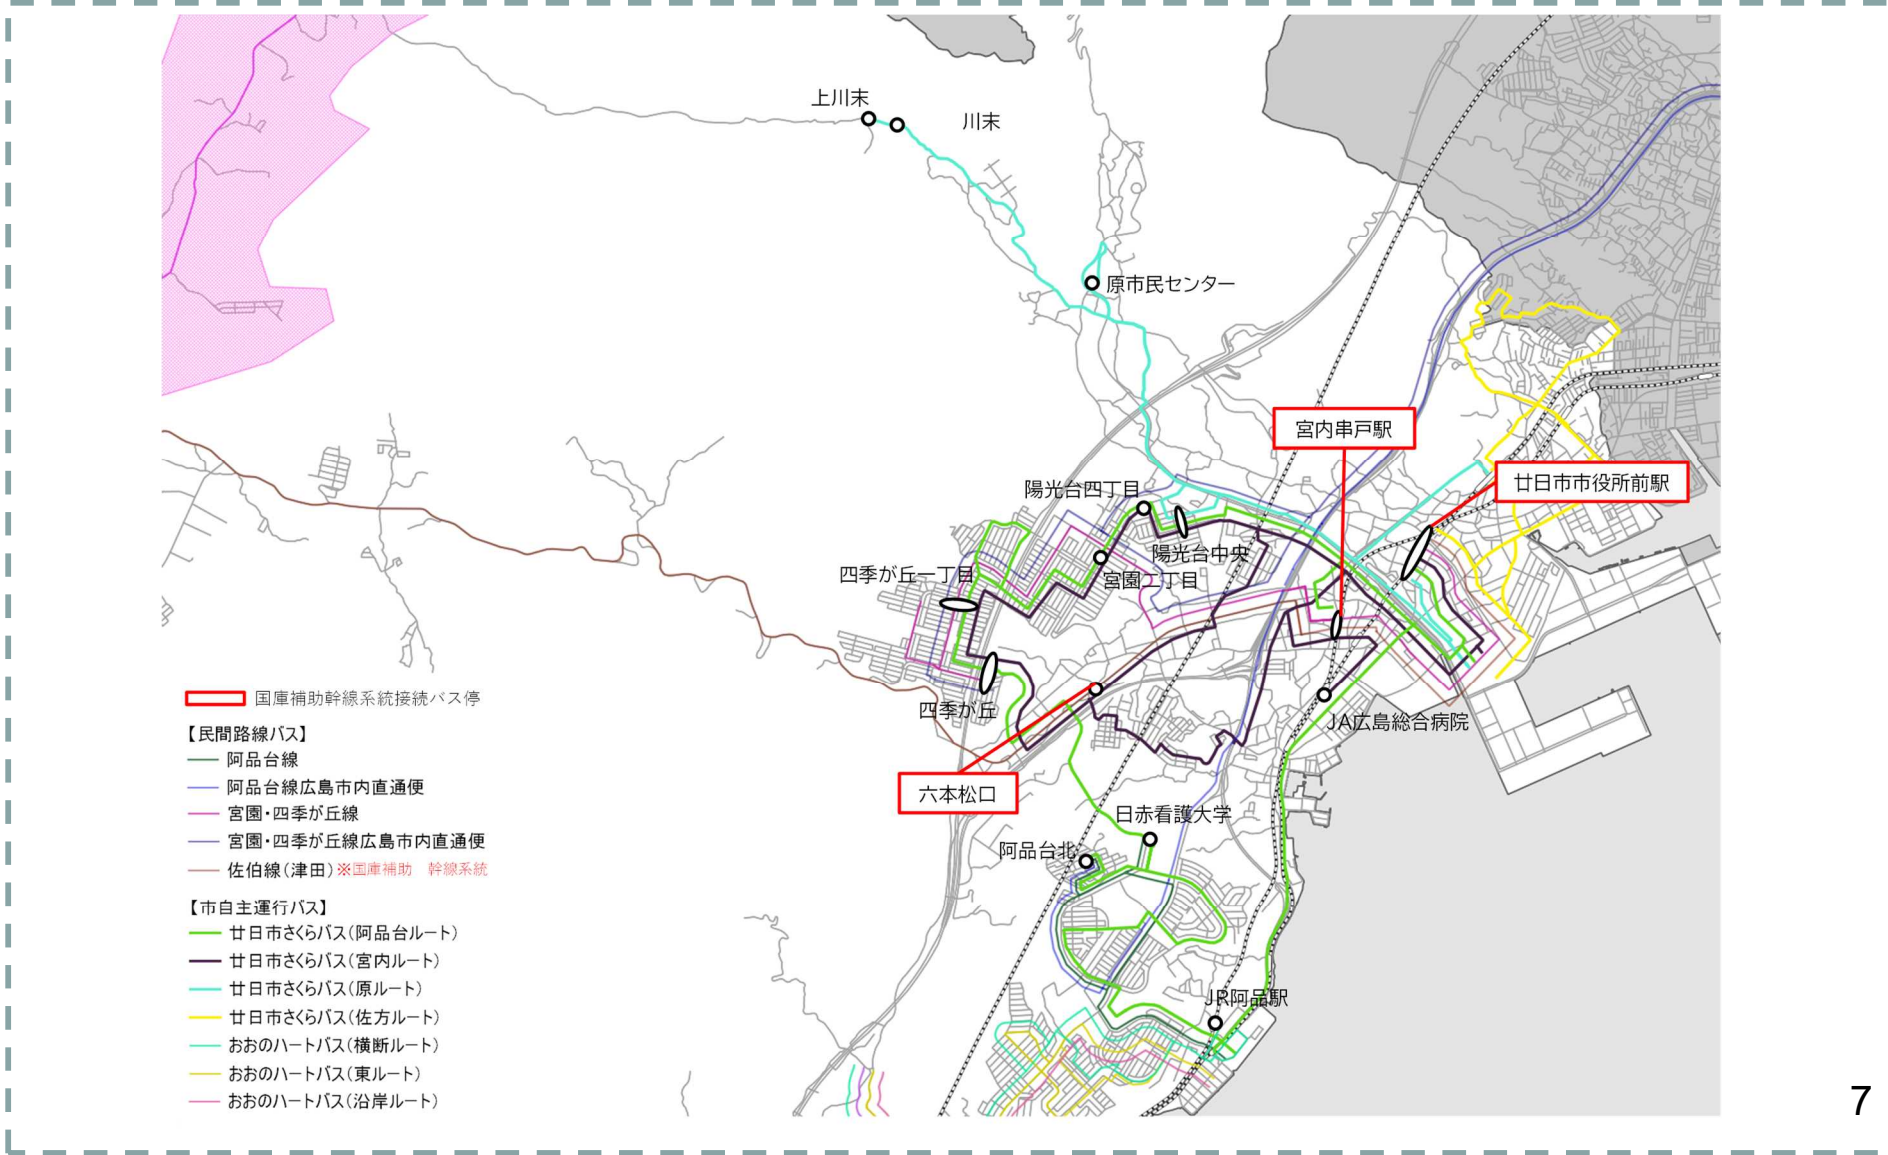 上川末
川末
原市民センター
宮内串戸駅
廿日市市役所前駅
陽光台四丁目
陽光台中央
宮園二丁目
四季が丘一丁目
四季が丘
JA広島総合病院
六本松口
日赤看護大学
阿品台北
JR阿品駅
国庫補助幹線系統接続バス停
【民間路線バス】
阿品台線
阿品台線広島市内直通便
宮園・四季が丘線
宮園・四季が丘線広島市内直通便
佐伯線(津田)※国庫補助　幹線系統
【市自主運行バス】
廿日市さくらバス(阿品台ルート)
廿日市さくらバス(宮内ルート)
廿日市さくらバス(原ルート)
廿日市さくらバス(佐方ルート)
おおのハートバス(横断ルート)
おおのハートバス(東ルート)
おおのハートバス(沿岸ルート)
7